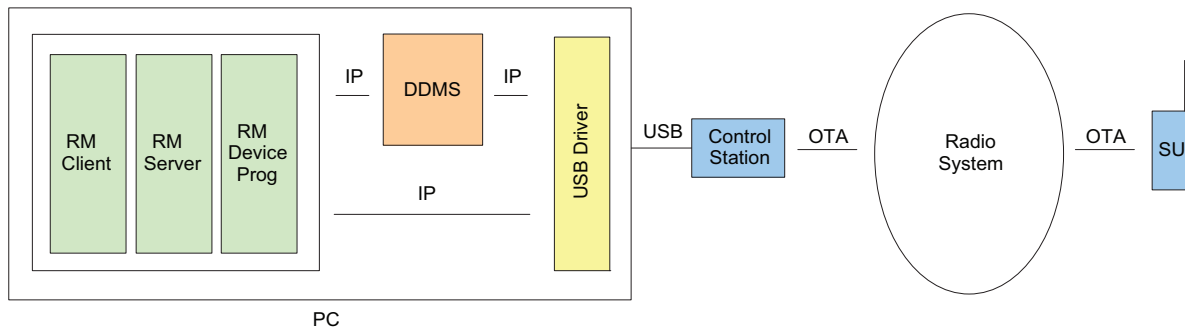 RM
Client
RM
Server
RM
Device
Prog
IP
DDMS
IP
IP
USB Driver
USB
Control
Station
OTA
Radio
System
OTA
SU
PC